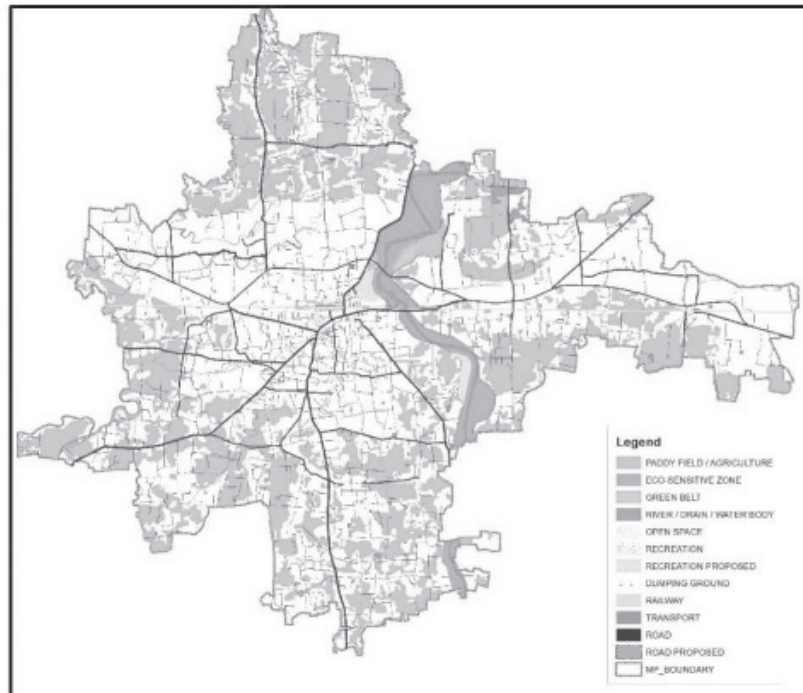 Legend
PADDY FIELD / AGRICULTURE
ECO-SENSITIVE ZONE
GREEN BELT
RIVER / DRAIN / WATER BODY
OPEN SPACE
RECREATION
RECREATION PROPOSED
DUMPING GROUND
RAILWAY
TRANSPORT
ROAD
ROAD PROPOSED
MP_BOUNDARY